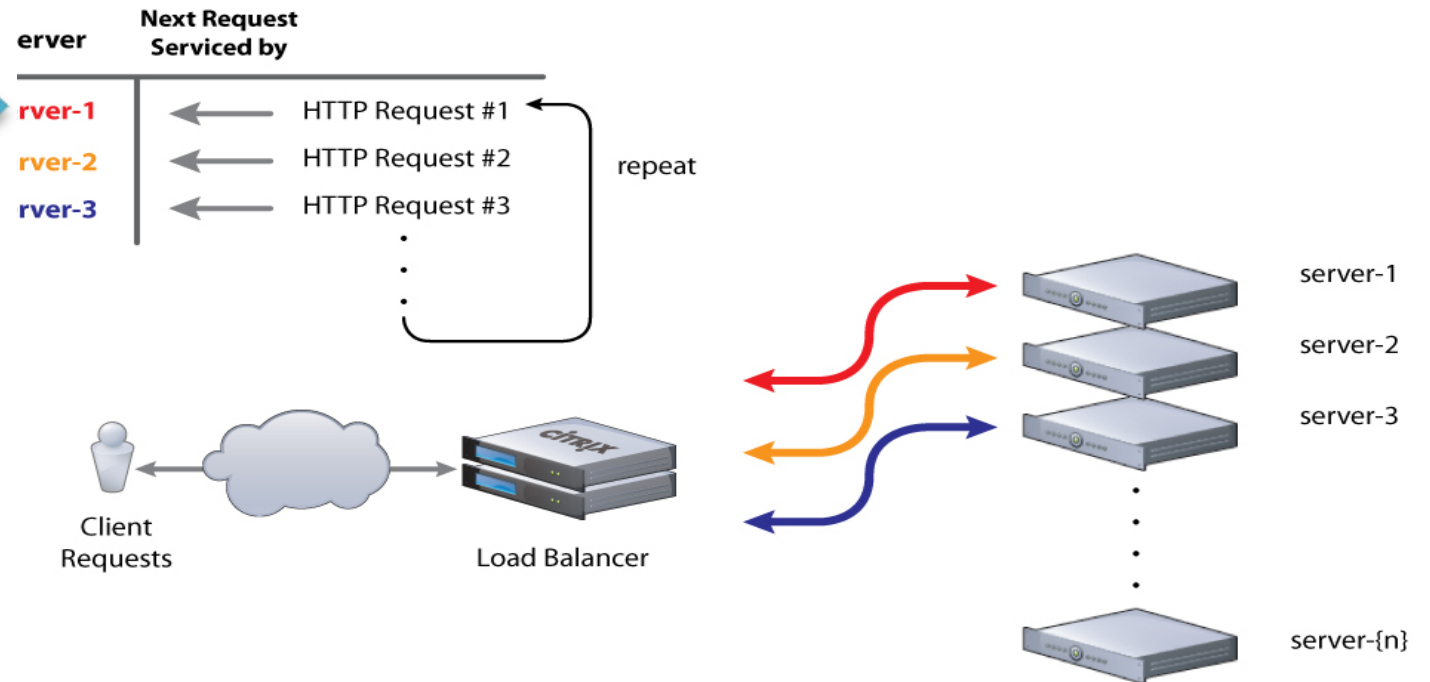 erver
Next Request
Serviced by
rver-1
HTTP Request #1
rver-2
HTTP Request #2
rver-3
HTTP Request #3
repeat
server-1
server-2
server-3
CITRIX
Client
Requests
Load Balancer
server-{n}